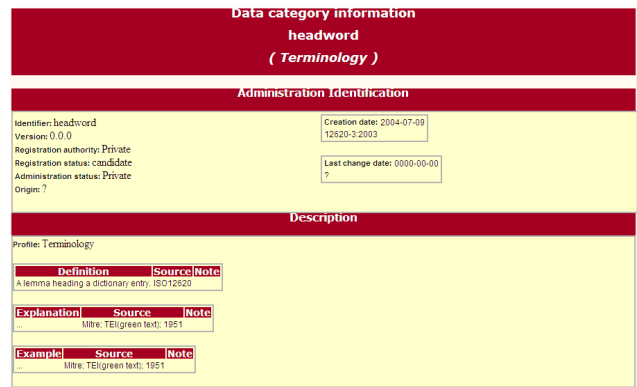 Data category information
headword
( Terminology )
Administration Identification
Identifier: headword
Version: 0.0.0
Registration authority: Private
Registration status: candidate
Administration status: Private
Origin: ?
Creation date: 2004-07-09
12620-3:2003
Last change date: 0000-00-00
?
Description
Profile: Terminology
Definition Source Note
A lemma heading a dictionary entry. ISO12620
Explanation Source Note
... Mitre; TEI(green text); 1951
Example Source Note
... Mitre; TEI(green text); 1951